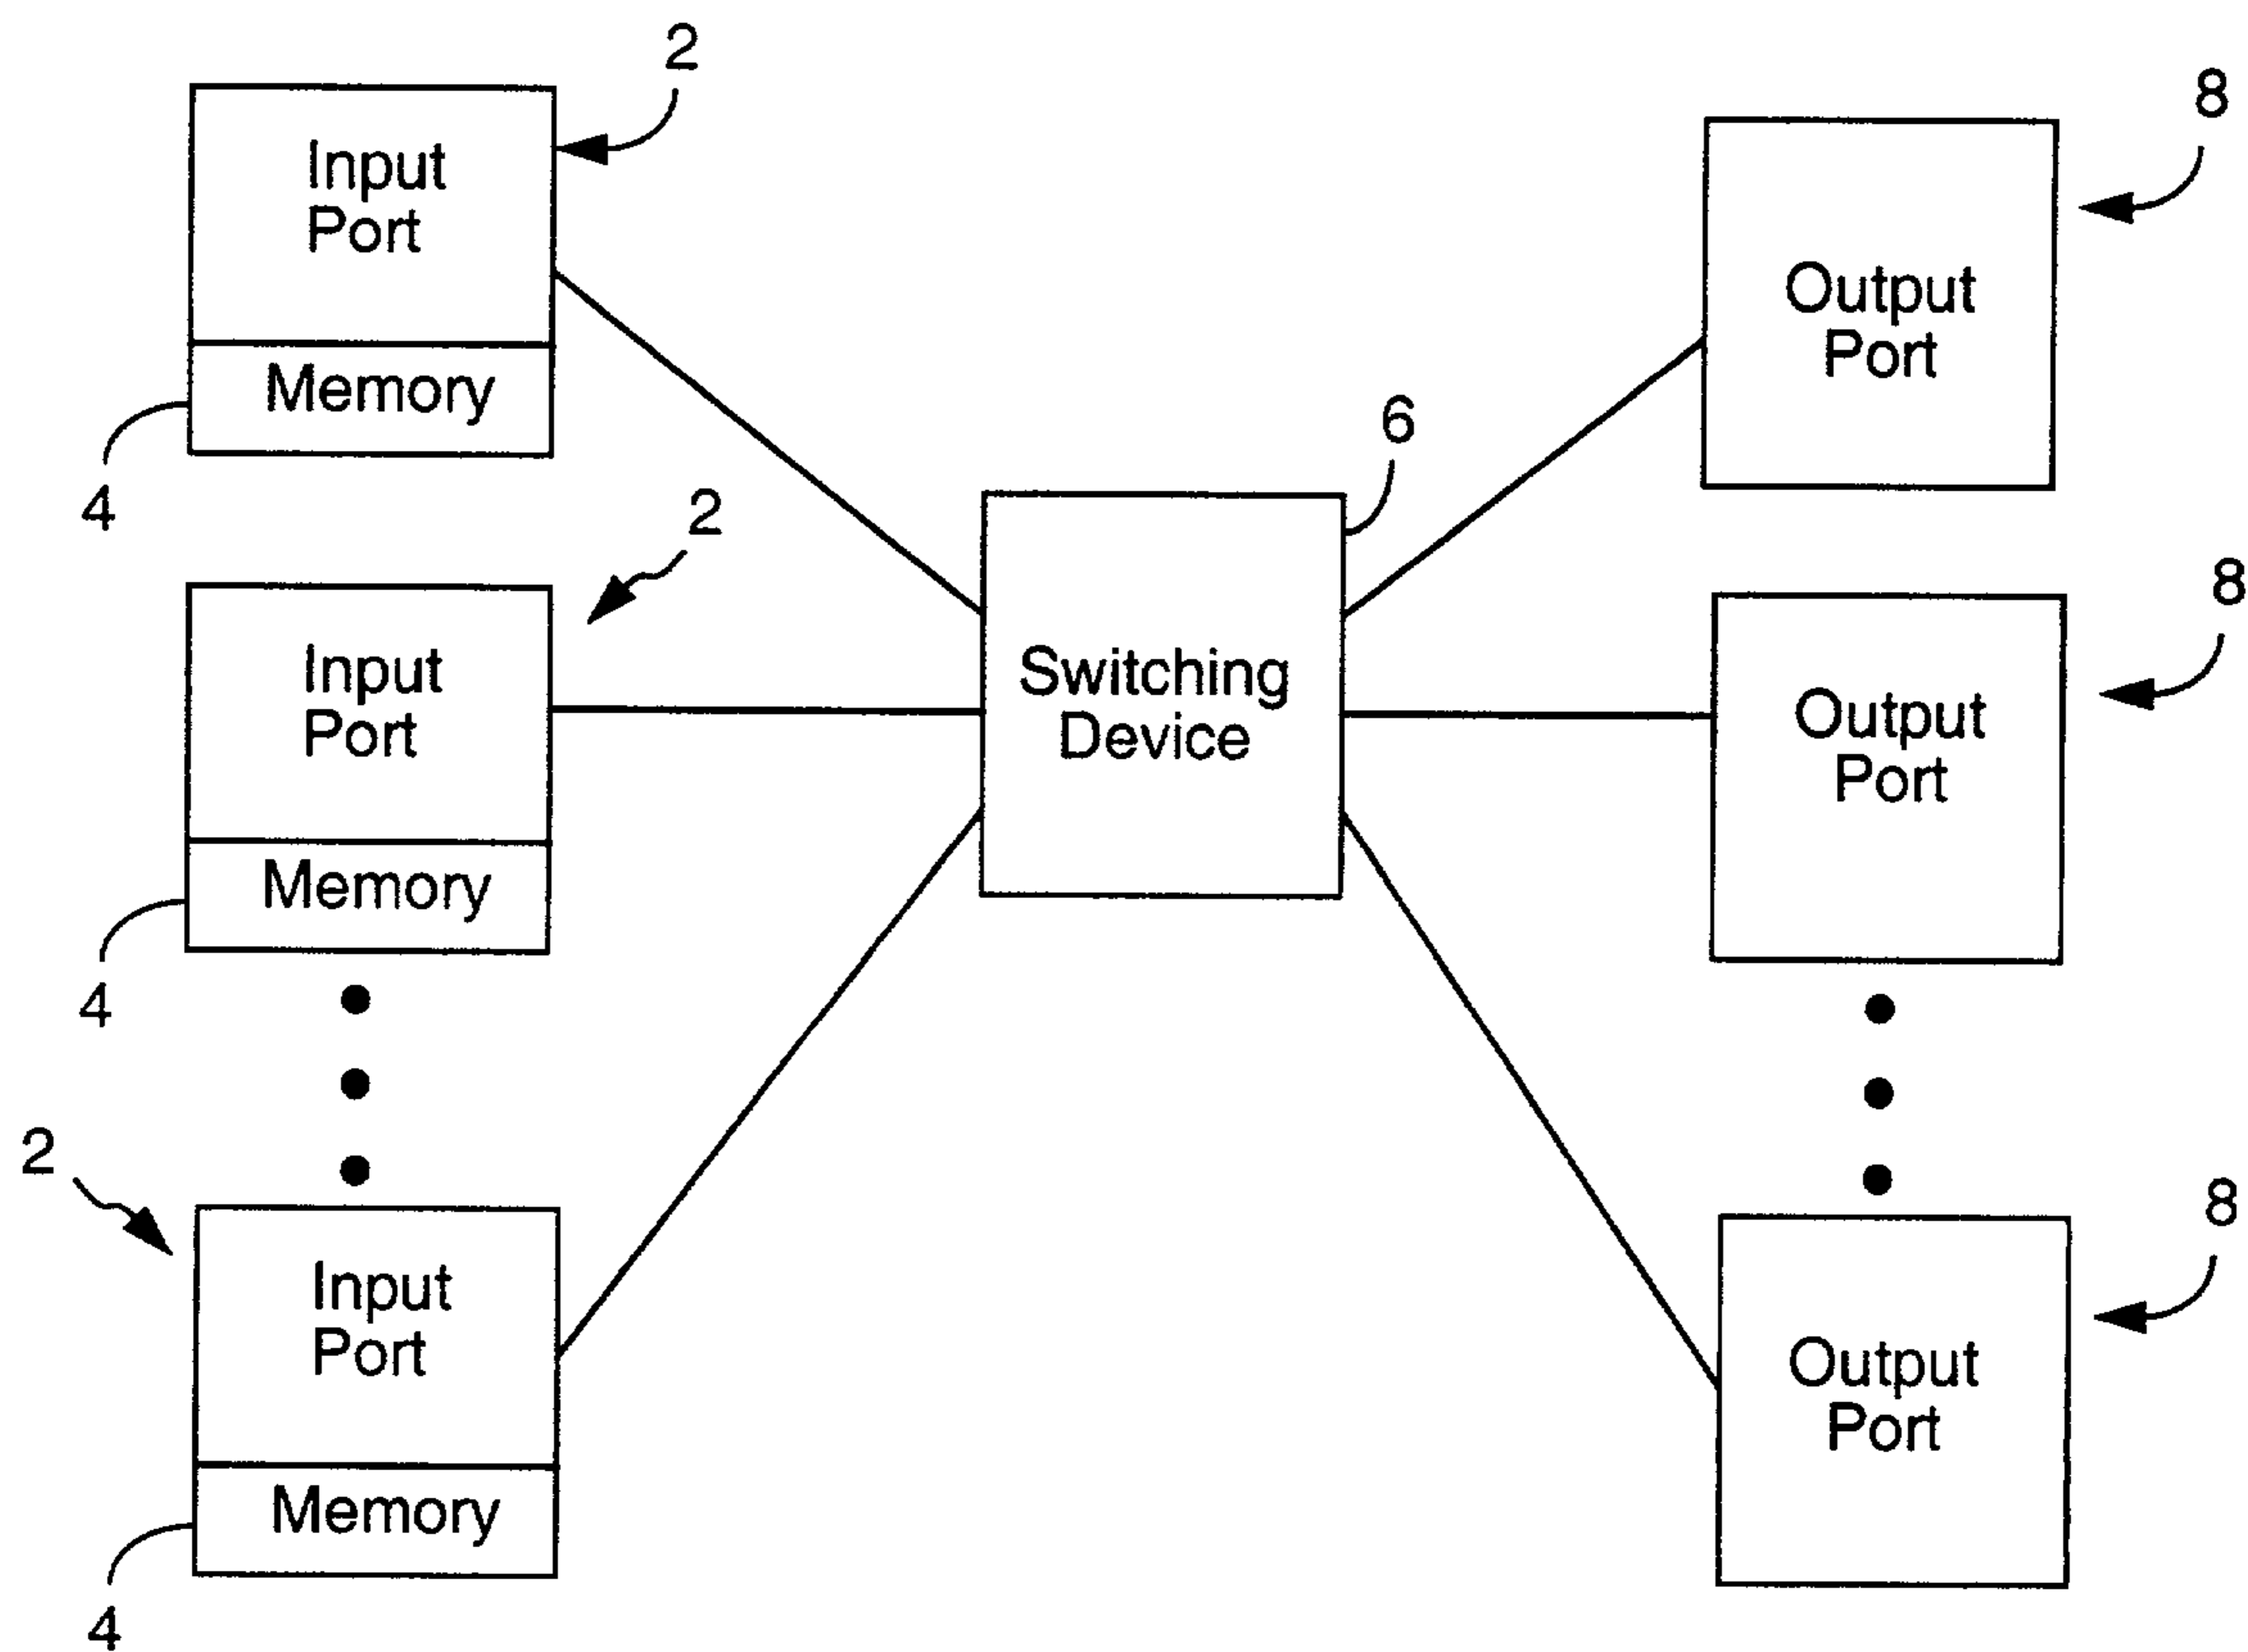 2
Input
Port
Memory
4
2
Input
Port
Memory
4
2
Input
Port
Memory
4
6
Switching
Device
8
Output
Port
8
Output
Port
8
Output
Port